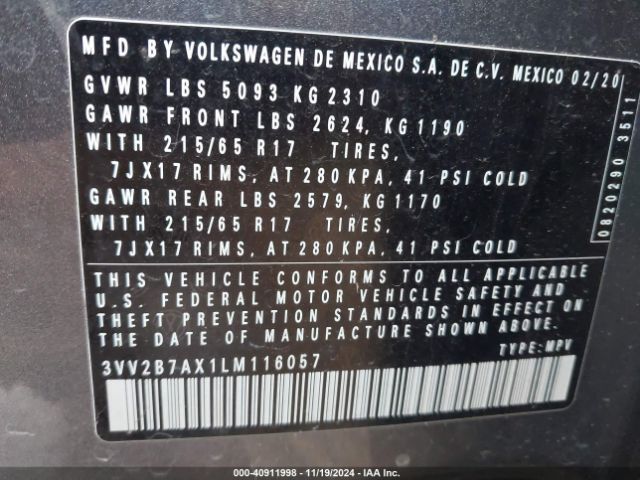 MFD BY VOLKSWAGEN DE MEXICO S.A. DE C.V. MEXICO 02/20
GVWR LBS 5093 KG 2310
GAWR FRONT LBS 2624, KG 1190
WITH 215/65 R17 TIRES,
7JX17 RIMS, AT 280 KPA, 41 PSI COLD
GAWR REAR LBS 2579, KG 1170
WITH 215/65 R17 TIRES,
7JX17 RIMS, AT 280 KPA, 41 PSI COLD
0820290 3511
THIS VEHICLE CONFORMS TO ALL APPLICABLE
U.S. FEDERAL MOTOR VEHICLE SAFETY AND
THEFT PREVENTION STANDARDS IN EFFECT ON
THE DATE OF MANUFACTURE SHOWN ABOVE.
3VV2B7AX1LM116057 TYPE: MPV
000-40911998 - 11/19/2024 - IAA Inc.